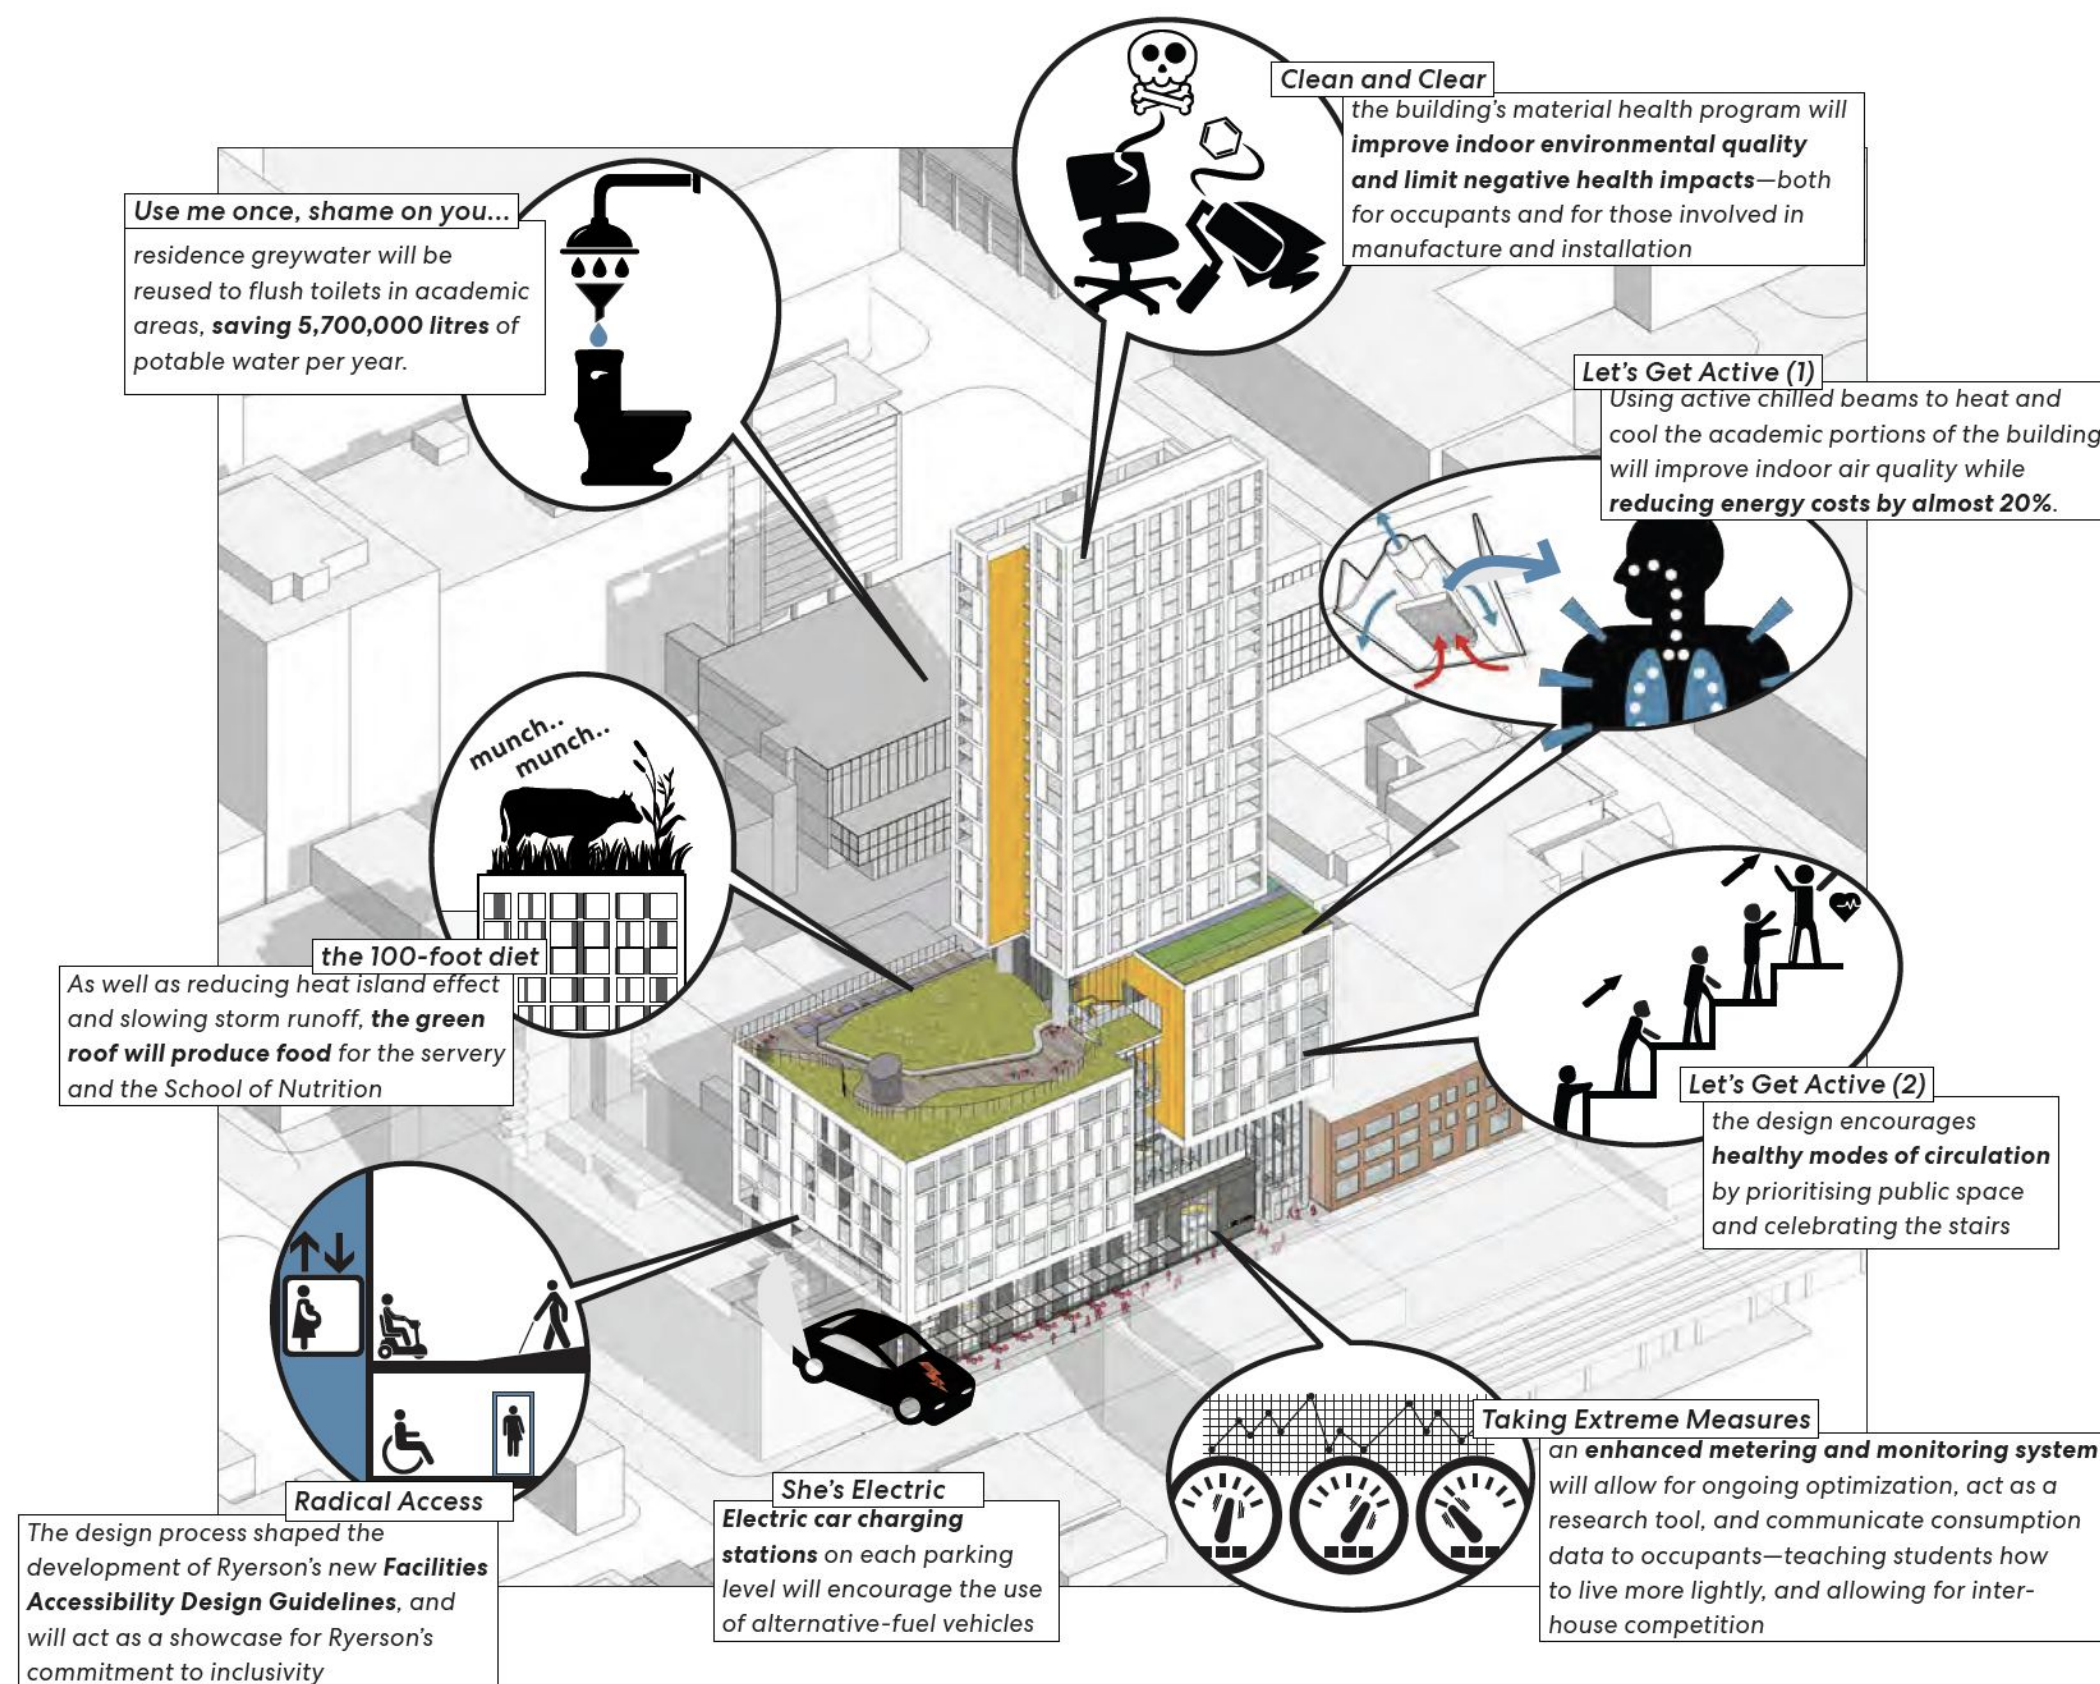 Clean and Clear
the building's material health program will
improve indoor environmental quality
and limit negative health impacts—both
for occupants and for those involved in
manufacture and installation
Use me once, shame on you...
residence greywater will be
reused to flush toilets in academic
areas, saving 5,700,000 litres of
potable water per year.
Let's Get Active (1)
Using active chilled beams to heat and
cool the academic portions of the building
will improve indoor air quality while
reducing energy costs by almost 20%.
munch..
munch..
the 100-foot diet
As well as reducing heat island effect
and slowing storm runoff, the green
roof will produce food for the servery
and the School of Nutrition
Let's Get Active (2)
the design encourages
healthy modes of circulation
by prioritising public space
and celebrating the stairs
Radical Access
The design process shaped the
development of Ryerson's new Facilities
Accessibility Design Guidelines, and
will act as a showcase for Ryerson's
commitment to inclusivity
She's Electric
Electric car charging
stations on each parking
level will encourage the use
of alternative-fuel vehicles
Taking Extreme Measures
an enhanced metering and monitoring system
will allow for ongoing optimization, act as a
research tool, and communicate consumption
data to occupants—teaching students how
to live more lightly, and allowing for inter-
house competition